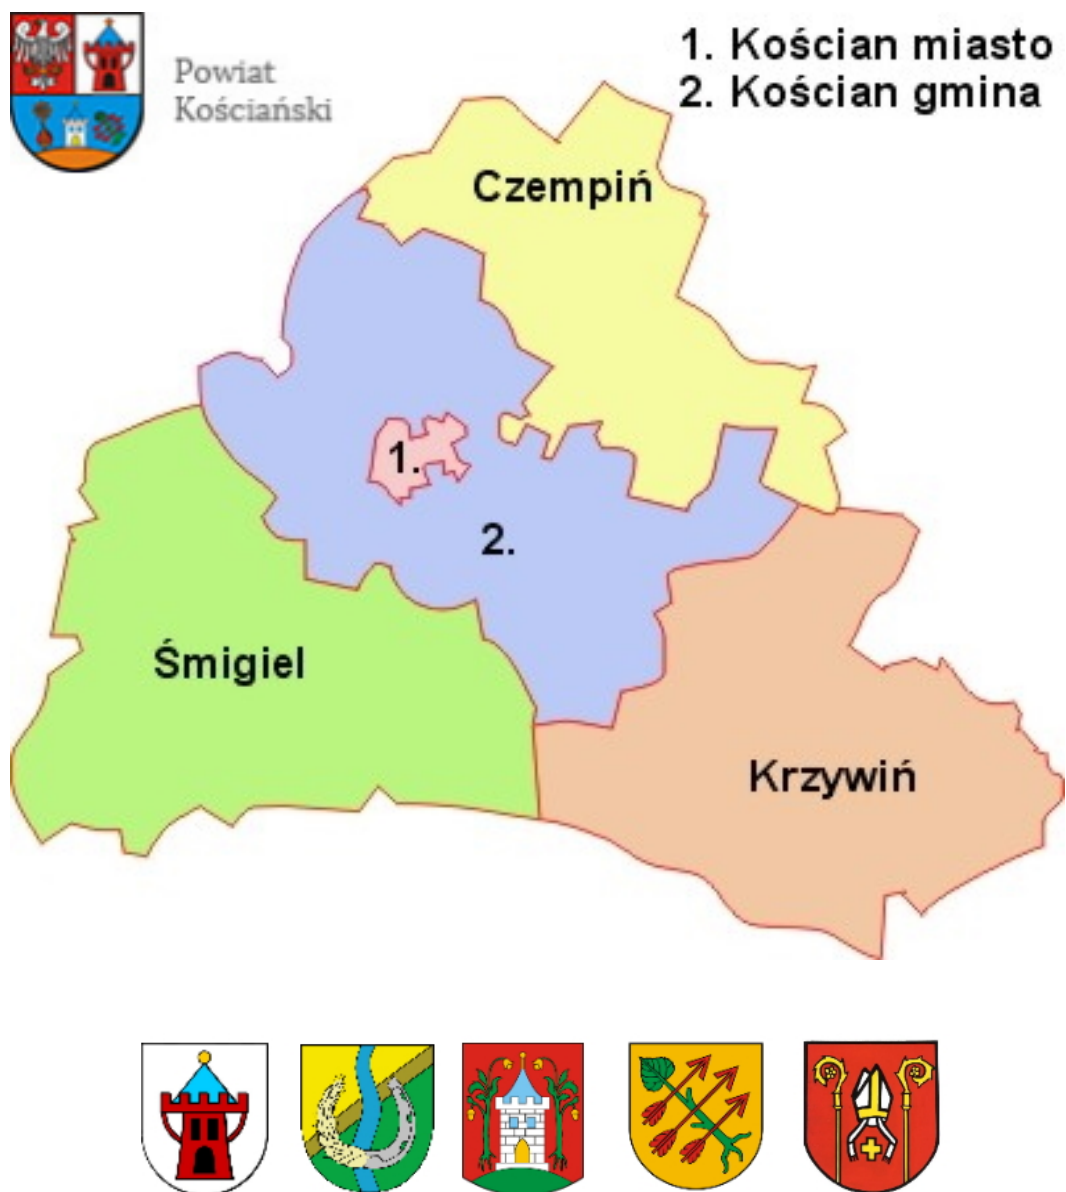 Powiat
Kościański
1. Kościan miasto
2. Kościan gmina
Czempiń
1.
2.
Śmigiel
Krzywiń